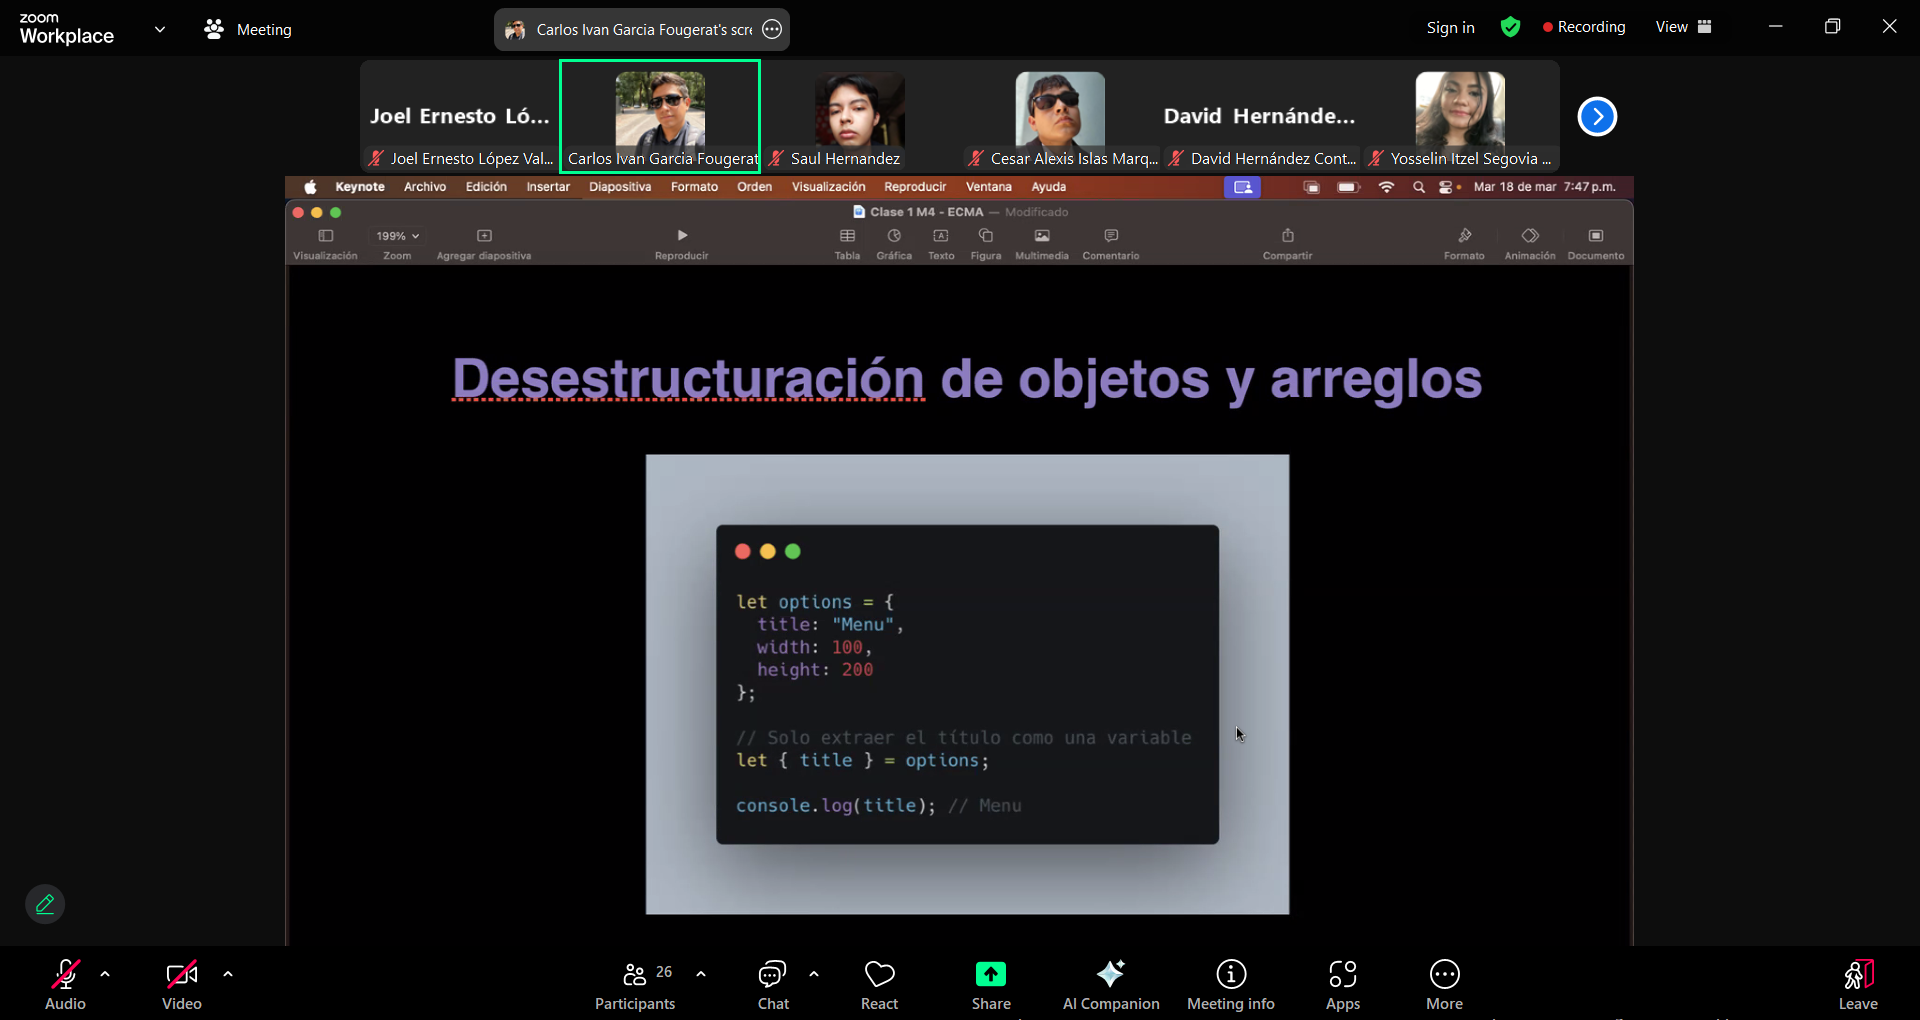 zoom
Workplace
Meeting
Carlos Ivan Garcia Fougerat's scre
Sign in
Recording
View
Joel Ernesto Ló...
David Hernánde...
Joel Ernesto López Val...
Carlos Ivan Garcia Fougerat
Saul Hernandez
Cesar Alexis Islas Marq...
David Hernández Cont...
Yosselin Itzel Segovia ...
Keynote Archivo Edición Insertar Diapositiva Formato Orden Visualización Reproducir Ventana Ayuda
Mar 18 de mar 7:47 p.m.
Clase 1 M4 - ECMA — Modificado
199%
Visualización Zoom Agregar diapositiva Reproducir Tabla Gráfica Texto Figura Multimedia Comentario Compartir Formato Animación Documento
Desestructuración de objetos y arreglos
let options = {
title: "Menu",
width: 100,
height: 200
};
// Solo extraer el título como una variable
let { title } = options;
console.log(title); // Menu
26
Audio Video Participants Chat React Share AI Companion Meeting info Apps More Leave